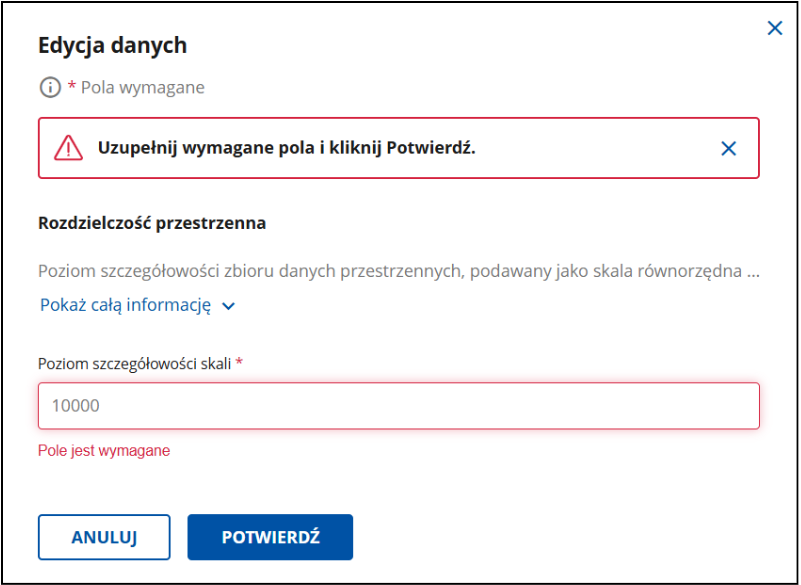 Edycja danych
* Pola wymagane
Uzupełnij wymagane pola i kliknij Potwierdź.
Rozdzielczość przestrzenna
Poziom szczegółowości zbioru danych przestrzennych, podawany jako skala równorzędna ...
Pokaż całą informację
Poziom szczegółowości skali *
10000
Pole jest wymagane
ANULUJ POTWIERDŹ